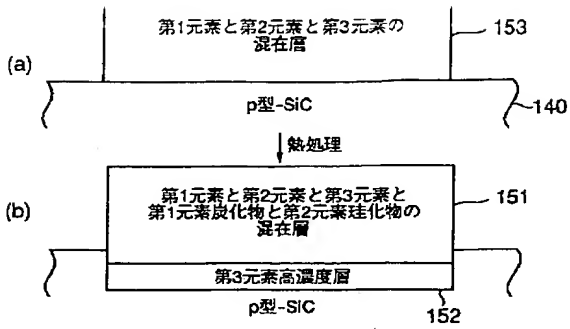 第1元素と第2元素と第3元素の
混在層
153
(a)
p型-SiC
140
熱処理
第1元素と第2元素と第3元素と
第1元素炭化物と第2元素珪化物の
混在層
151
(b)
第3元素高濃度層
p型-SiC
152